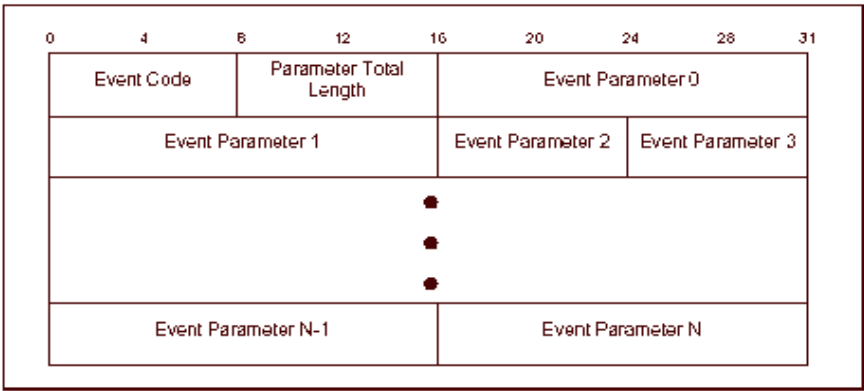 0 4 8 12 16 20 24 28 31
Event Code
Parameter Total
Length
Event Parameter 0
Event Parameter 1
Event Parameter 2
Event Parameter 3
Event Parameter N-1
Event Parameter N